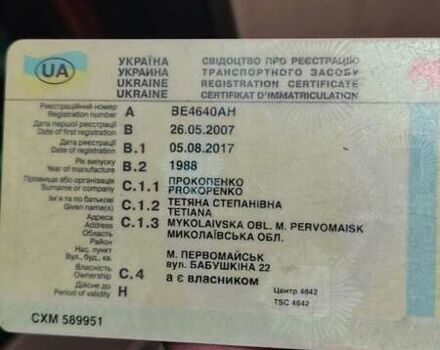 UA
УКРАЇНА СВІДОЦТВО ПРО РЕЄСТРАЦІЮ
УКРАИНА ТРАНСПОРТНОГО ЗАСОБУ
UKRAINE REGISTRATION CERTIFICATE
UKRAINE CERTIFIKAT D'IMMATRICULATION
Реєстраційний номер
Registration number A BE4640AH
Дата першої реєстрації
Date of first registration B 26.05.2007
Дата реєстрації
Date of registration B.1 05.08.2017
Рік випуску
Year of manufacture B.2 1988
Прізвище або організація ПРОКОПЕНКО
Surname or company C.1.1 PROKOPENKO
Ім'я та по батькові ТЕТЯНА СТЕПАНІВНА
Given name(s) C.1.2 TETIANA
Адреса
Address C.1.3 MYKOLAIVSKA OBL. M. PERVOMAISK
Область МИКОЛАЇВСЬКА ОБЛ.
Район
Нас. пункт М. ПЕРВОМАЙСЬК
Вул., буд., кв. вул. БАБУШКІНА 22
Власність
Ownership C.4 а є власником
Дійсне до
Period of validity H
Центр 4842
TSC 4842
СХМ 589951